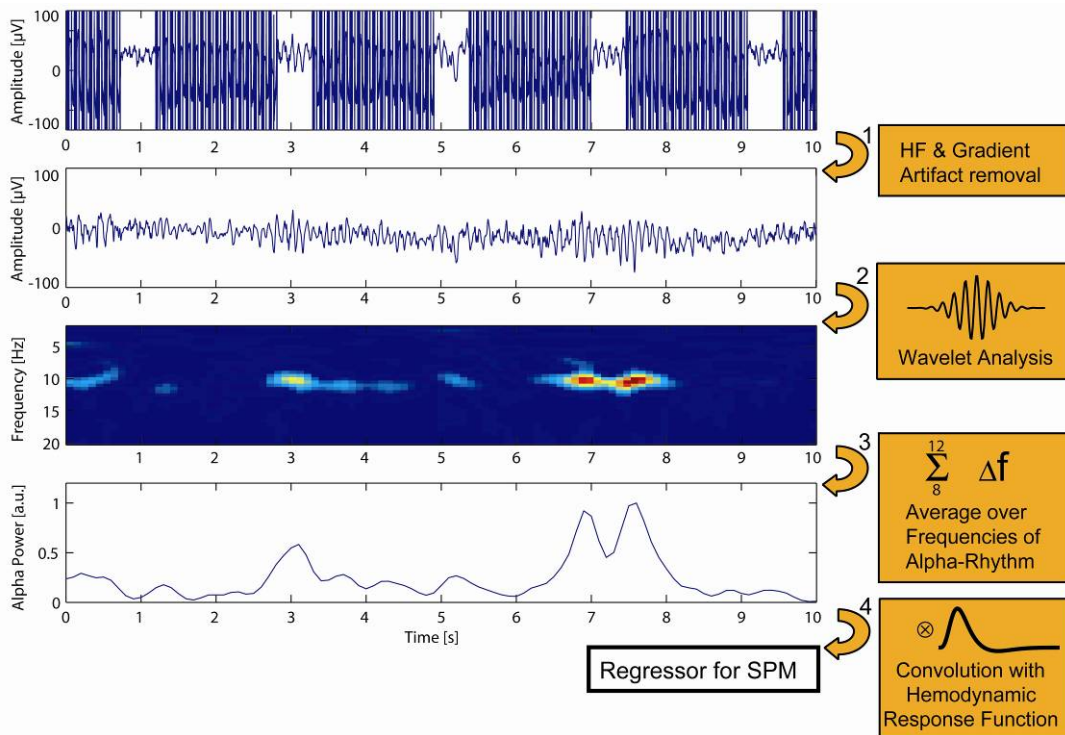 Amplitude [µV]
100
0
-100
0 1 2 3 4 5 6 7 8 9 10
1
HF & Gradient
Artifact removal
Amplitude [µV]
100
0
-100
0 1 2 3 4 5 6 7 8 9 10
2
Wavelet Analysis
Frequency [Hz]
5
10
15
20
0 1 2 3 4 5 6 7 8 9 10
3
12
Σ Δf
8
Average over
Frequencies of
Alpha-Rhythm
Alpha Power [a.u.]
1
0.5
0
0 1 2 3 4 5 6 7 8 9 10
Time [s]
4
⊗
Convolution with
Hemodynamic
Response Function
Regressor for SPM